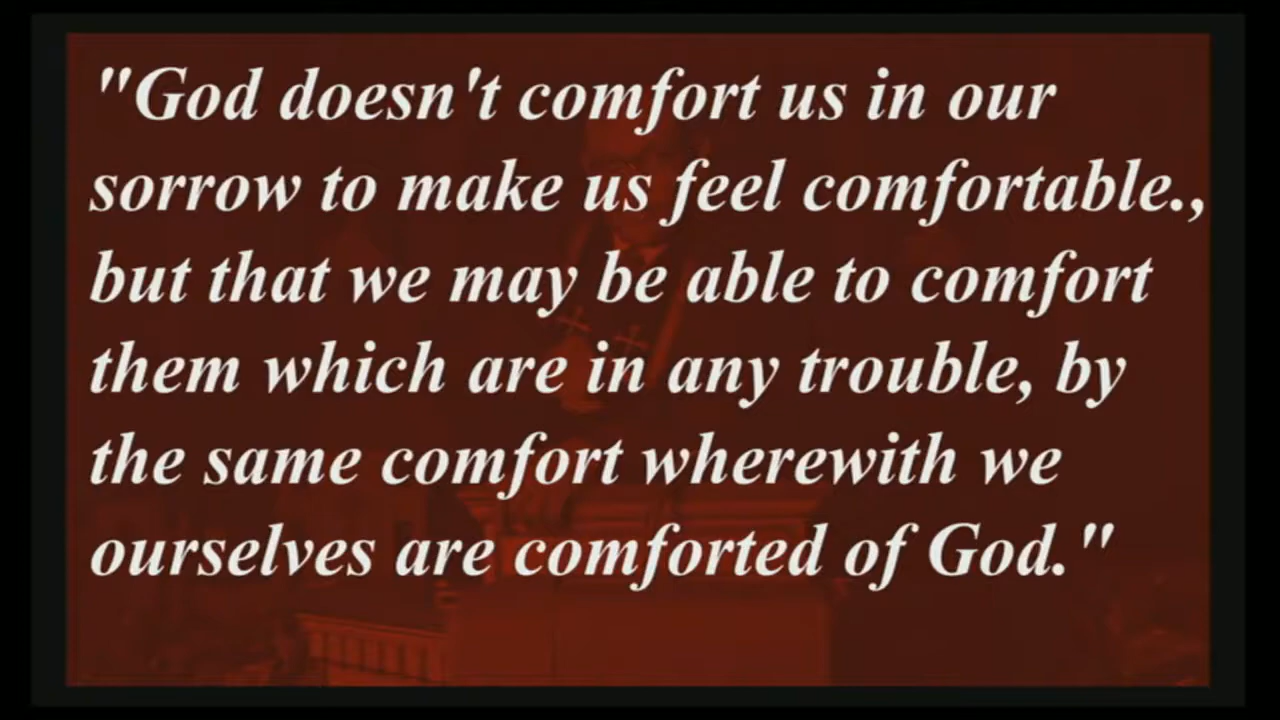 "God doesn't comfort us in our
sorrow to make us feel comfortable.,
but that we may be able to comfort
them which are in any trouble, by
the same comfort wherewith we
ourselves are comforted of God."